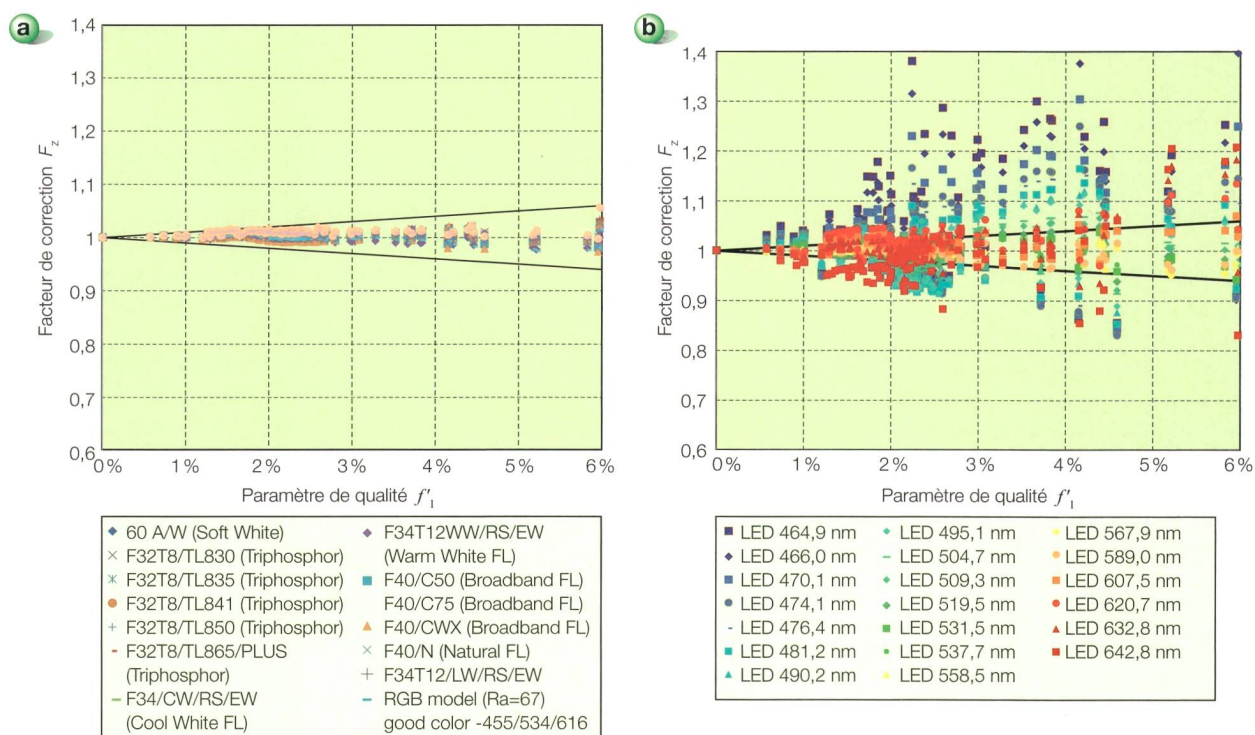 a
1,4
1,3
1,2
1,1
1
0,9
0,8
0,7
0,6
Facteur de correction Fz
0% 1% 2% 3% 4% 5% 6%
Paramètre de qualité f'1
60 A/W (Soft White)
F32T8/TL830 (Triphosphor)
F32T8/TL835 (Triphosphor)
F32T8/TL841 (Triphosphor)
F32T8/TL850 (Triphosphor)
F32T8/TL865/PLUS
(Triphosphor)
F34/CW/RS/EW
(Cool White FL)
F34T12WW/RS/EW
(Warm White FL)
F40/C50 (Broadband FL)
F40/C75 (Broadband FL)
F40/CWX (Broadband FL)
F40/N (Natural FL)
F34T12/LW/RS/EW
RGB model (Ra=67)
good color -455/534/616
b
1,4
1,3
1,2
1,1
1
0,9
0,8
0,7
0,6
Facteur de correction Fz
0% 1% 2% 3% 4% 5% 6%
Paramètre de qualité f'1
LED 464,9 nm
LED 466,0 nm
LED 470,1 nm
LED 474,1 nm
LED 476,4 nm
LED 481,2 nm
LED 490,2 nm
LED 495,1 nm
LED 504,7 nm
LED 509,3 nm
LED 519,5 nm
LED 531,5 nm
LED 537,7 nm
LED 558,5 nm
LED 567,9 nm
LED 589,0 nm
LED 607,5 nm
LED 620,7 nm
LED 632,8 nm
LED 642,8 nm